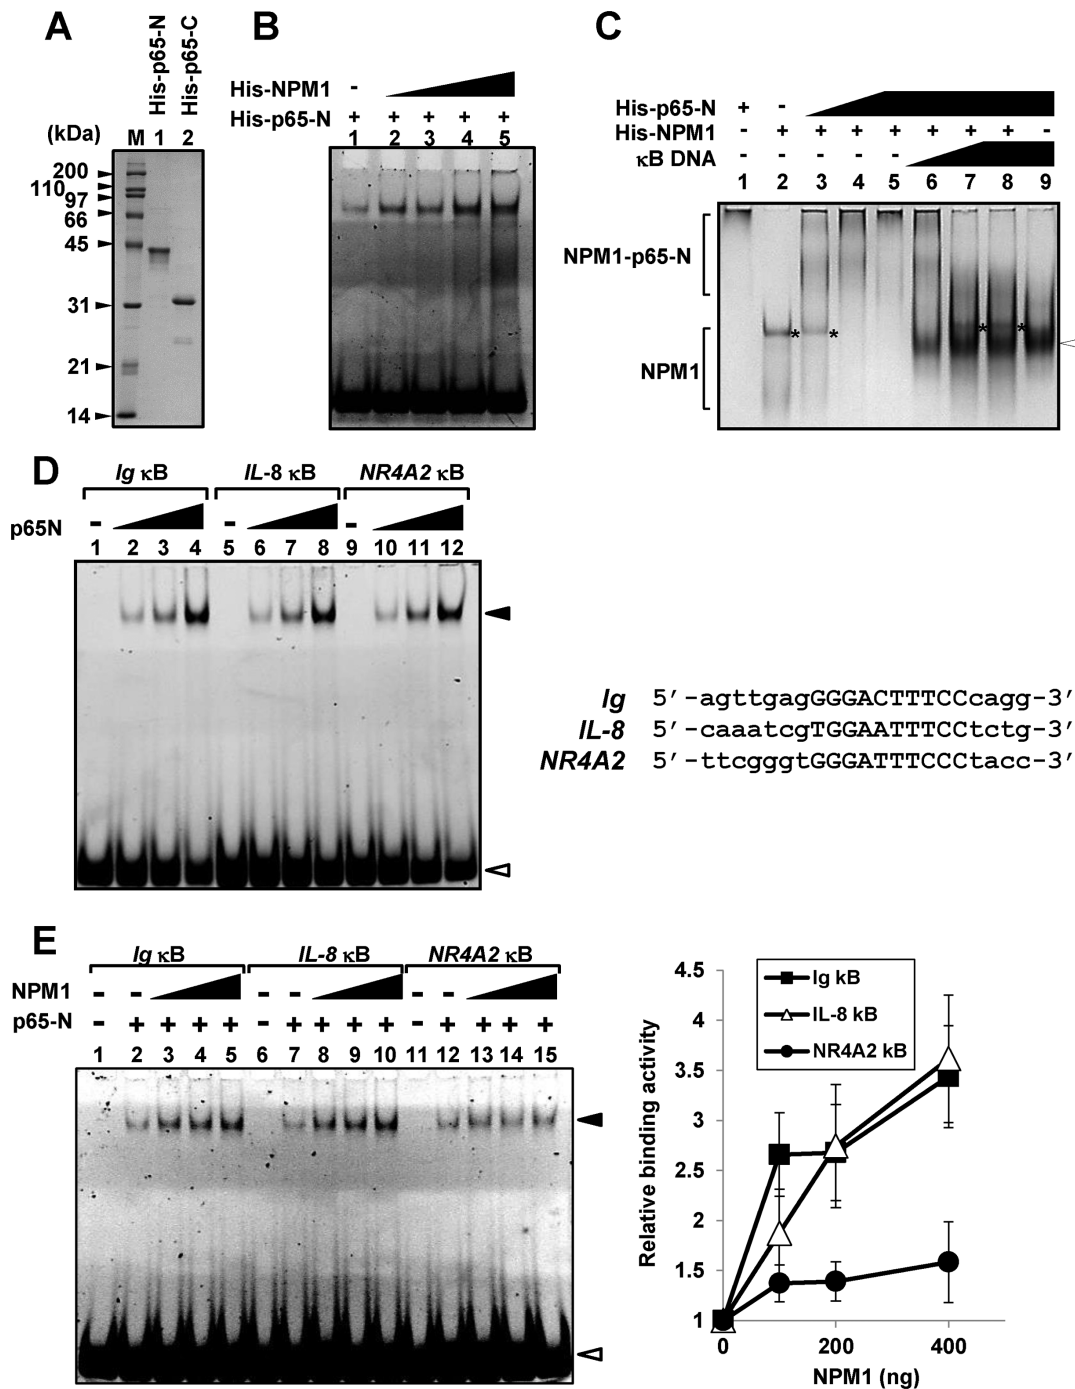 A
His-p65-N
His-p65-C
(kDa) M 1 2
200
110
97
66
45
31
21
14
B
His-NPM1 -
His-p65-N + + + + +
1 2 3 4 5
C
His-p65-N + -
His-NPM1 - + + + + + + + -
κB DNA - - - - -
1 2 3 4 5 6 7 8 9
NPM1-p65-N
NPM1
* * * *
D
Ig κB IL-8 κB NR4A2 κB
p65N - - -
1 2 3 4 5 6 7 8 9 10 11 12
Ig 5′-agttgagGGGACTTTCCcagg-3′
IL-8 5′-caaatcgTGGAATTTCCtctg-3′
NR4A2 5′-ttcgggtGGGATTTCCCtacc-3′
E
Ig κB IL-8 κB NR4A2 κB
NPM1 - - - - - -
p65-N - + + + + - + + + + - + + + +
1 2 3 4 5 6 7 8 9 10 11 12 13 14 15
Relative binding activity
4.5
4
3.5
3
2.5
2
1.5
1
Ig kB
IL-8 kB
NR4A2 kB
0 200 400
NPM1 (ng)